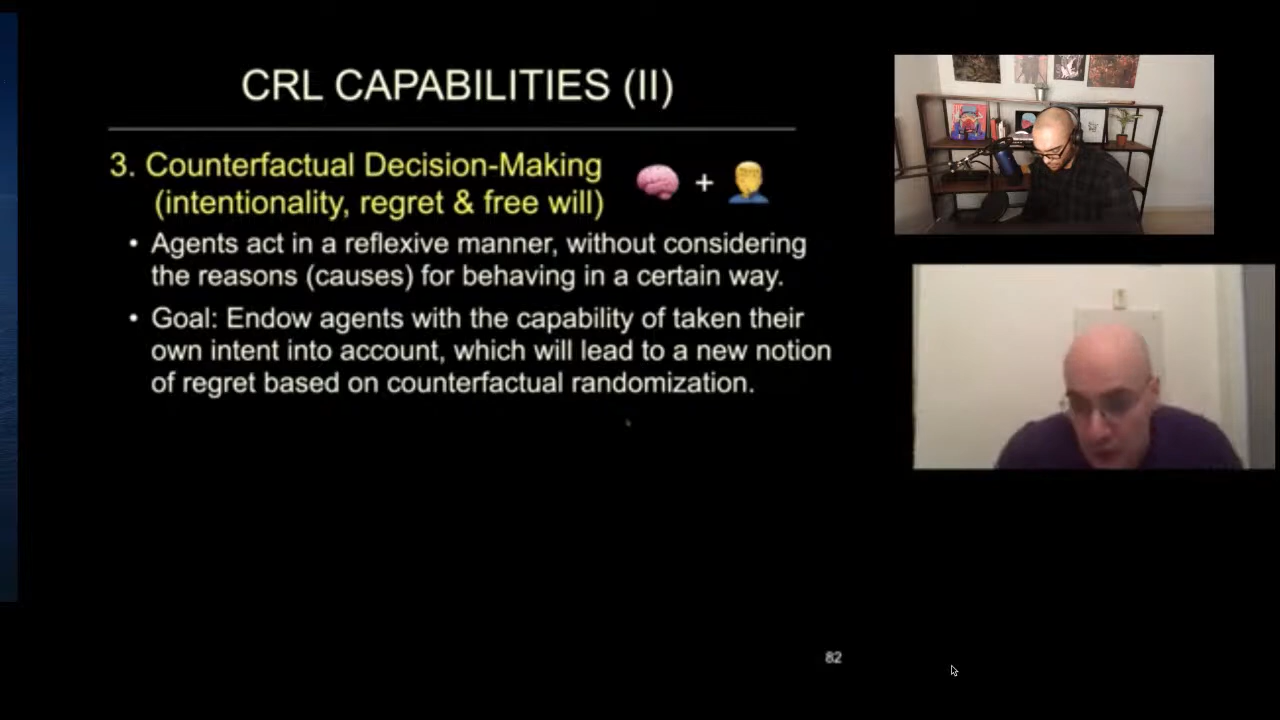 CRL CAPABILITIES (II)
3. Counterfactual Decision-Making
(intentionality, regret & free will)
• Agents act in a reflexive manner, without considering
the reasons (causes) for behaving in a certain way.
• Goal: Endow agents with the capability of taken their
own intent into account, which will lead to a new notion
of regret based on counterfactual randomization.
82